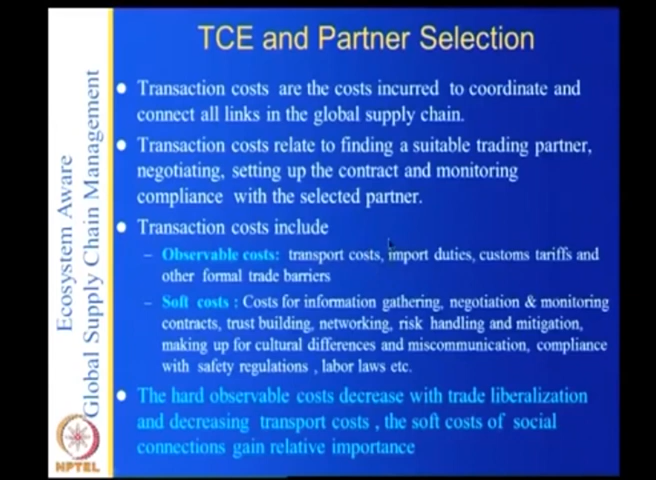 TCE and Partner Selection
Transaction costs are the costs incurred to coordinate and
connect all links in the global supply chain.
Transaction costs relate to finding a suitable trading partner,
negotiating, setting up the contract and monitoring
compliance with the selected partner.
Transaction costs include
– Observable costs: transport costs, import duties, customs tariffs and
other formal trade barriers
– Soft costs : Costs for information gathering, negotiation & monitoring
contracts, trust building, networking, risk handling and mitigation,
making up for cultural differences and miscommunication, compliance
with safety regulations , labor laws etc.
The hard observable costs decrease with trade liberalization
and decreasing transport costs , the soft costs of social
connections gain relative importance
Ecosystem Aware
Global Supply Chain Management
NPTEL